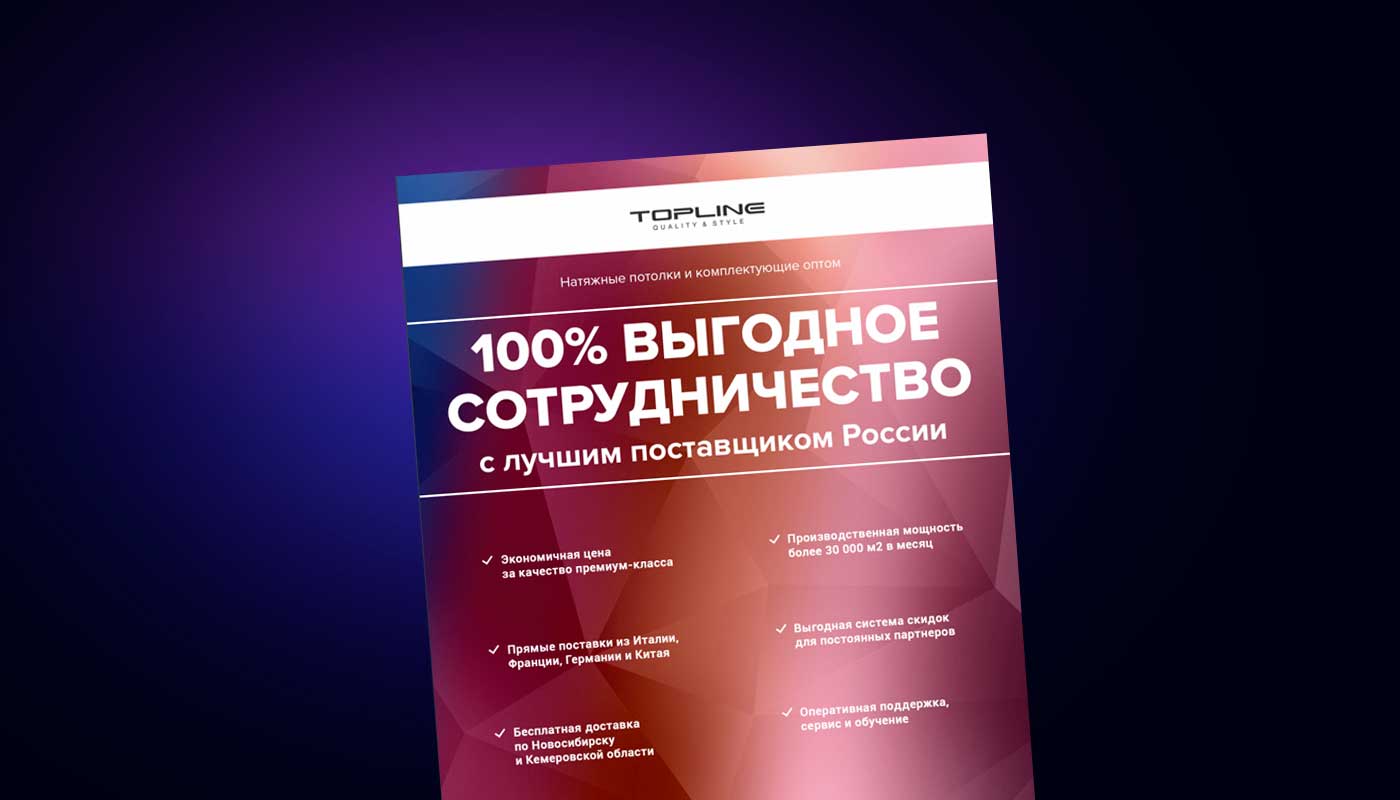 TOPLINE
QUALITY & STYLE
Натяжные потолки и комплектующие оптом
100% ВЫГОДНОЕ
СОТРУДНИЧЕСТВО
с лучшим поставщиком России
Экономичная цена
за качество премиум-класса
Прямые поставки из Италии,
Франции, Германии и Китая
Бесплатная доставка
по Новосибирску
и Кемеровской области
Производственная мощность
более 30 000 м2 в месяц
Выгодная система скидок
для постоянных партнеров
Оперативная поддержка,
сервис и обучение